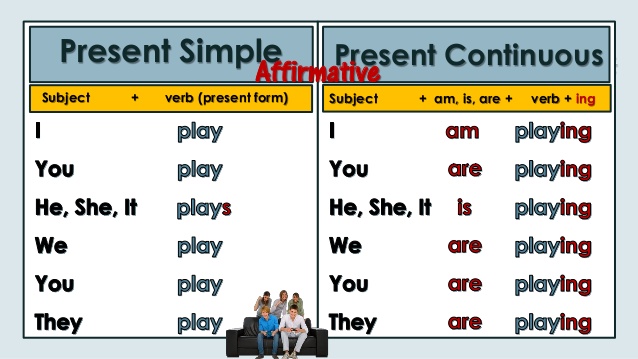 Present Simple
Present Continuous
Affirmative
Subject + verb (present form)
I play
You play
He, She, It plays
We play
You play
They play
Subject + am, is, are + verb + ing
I am playing
You are playing
He, She, It is playing
We are playing
You are playing
They are playing